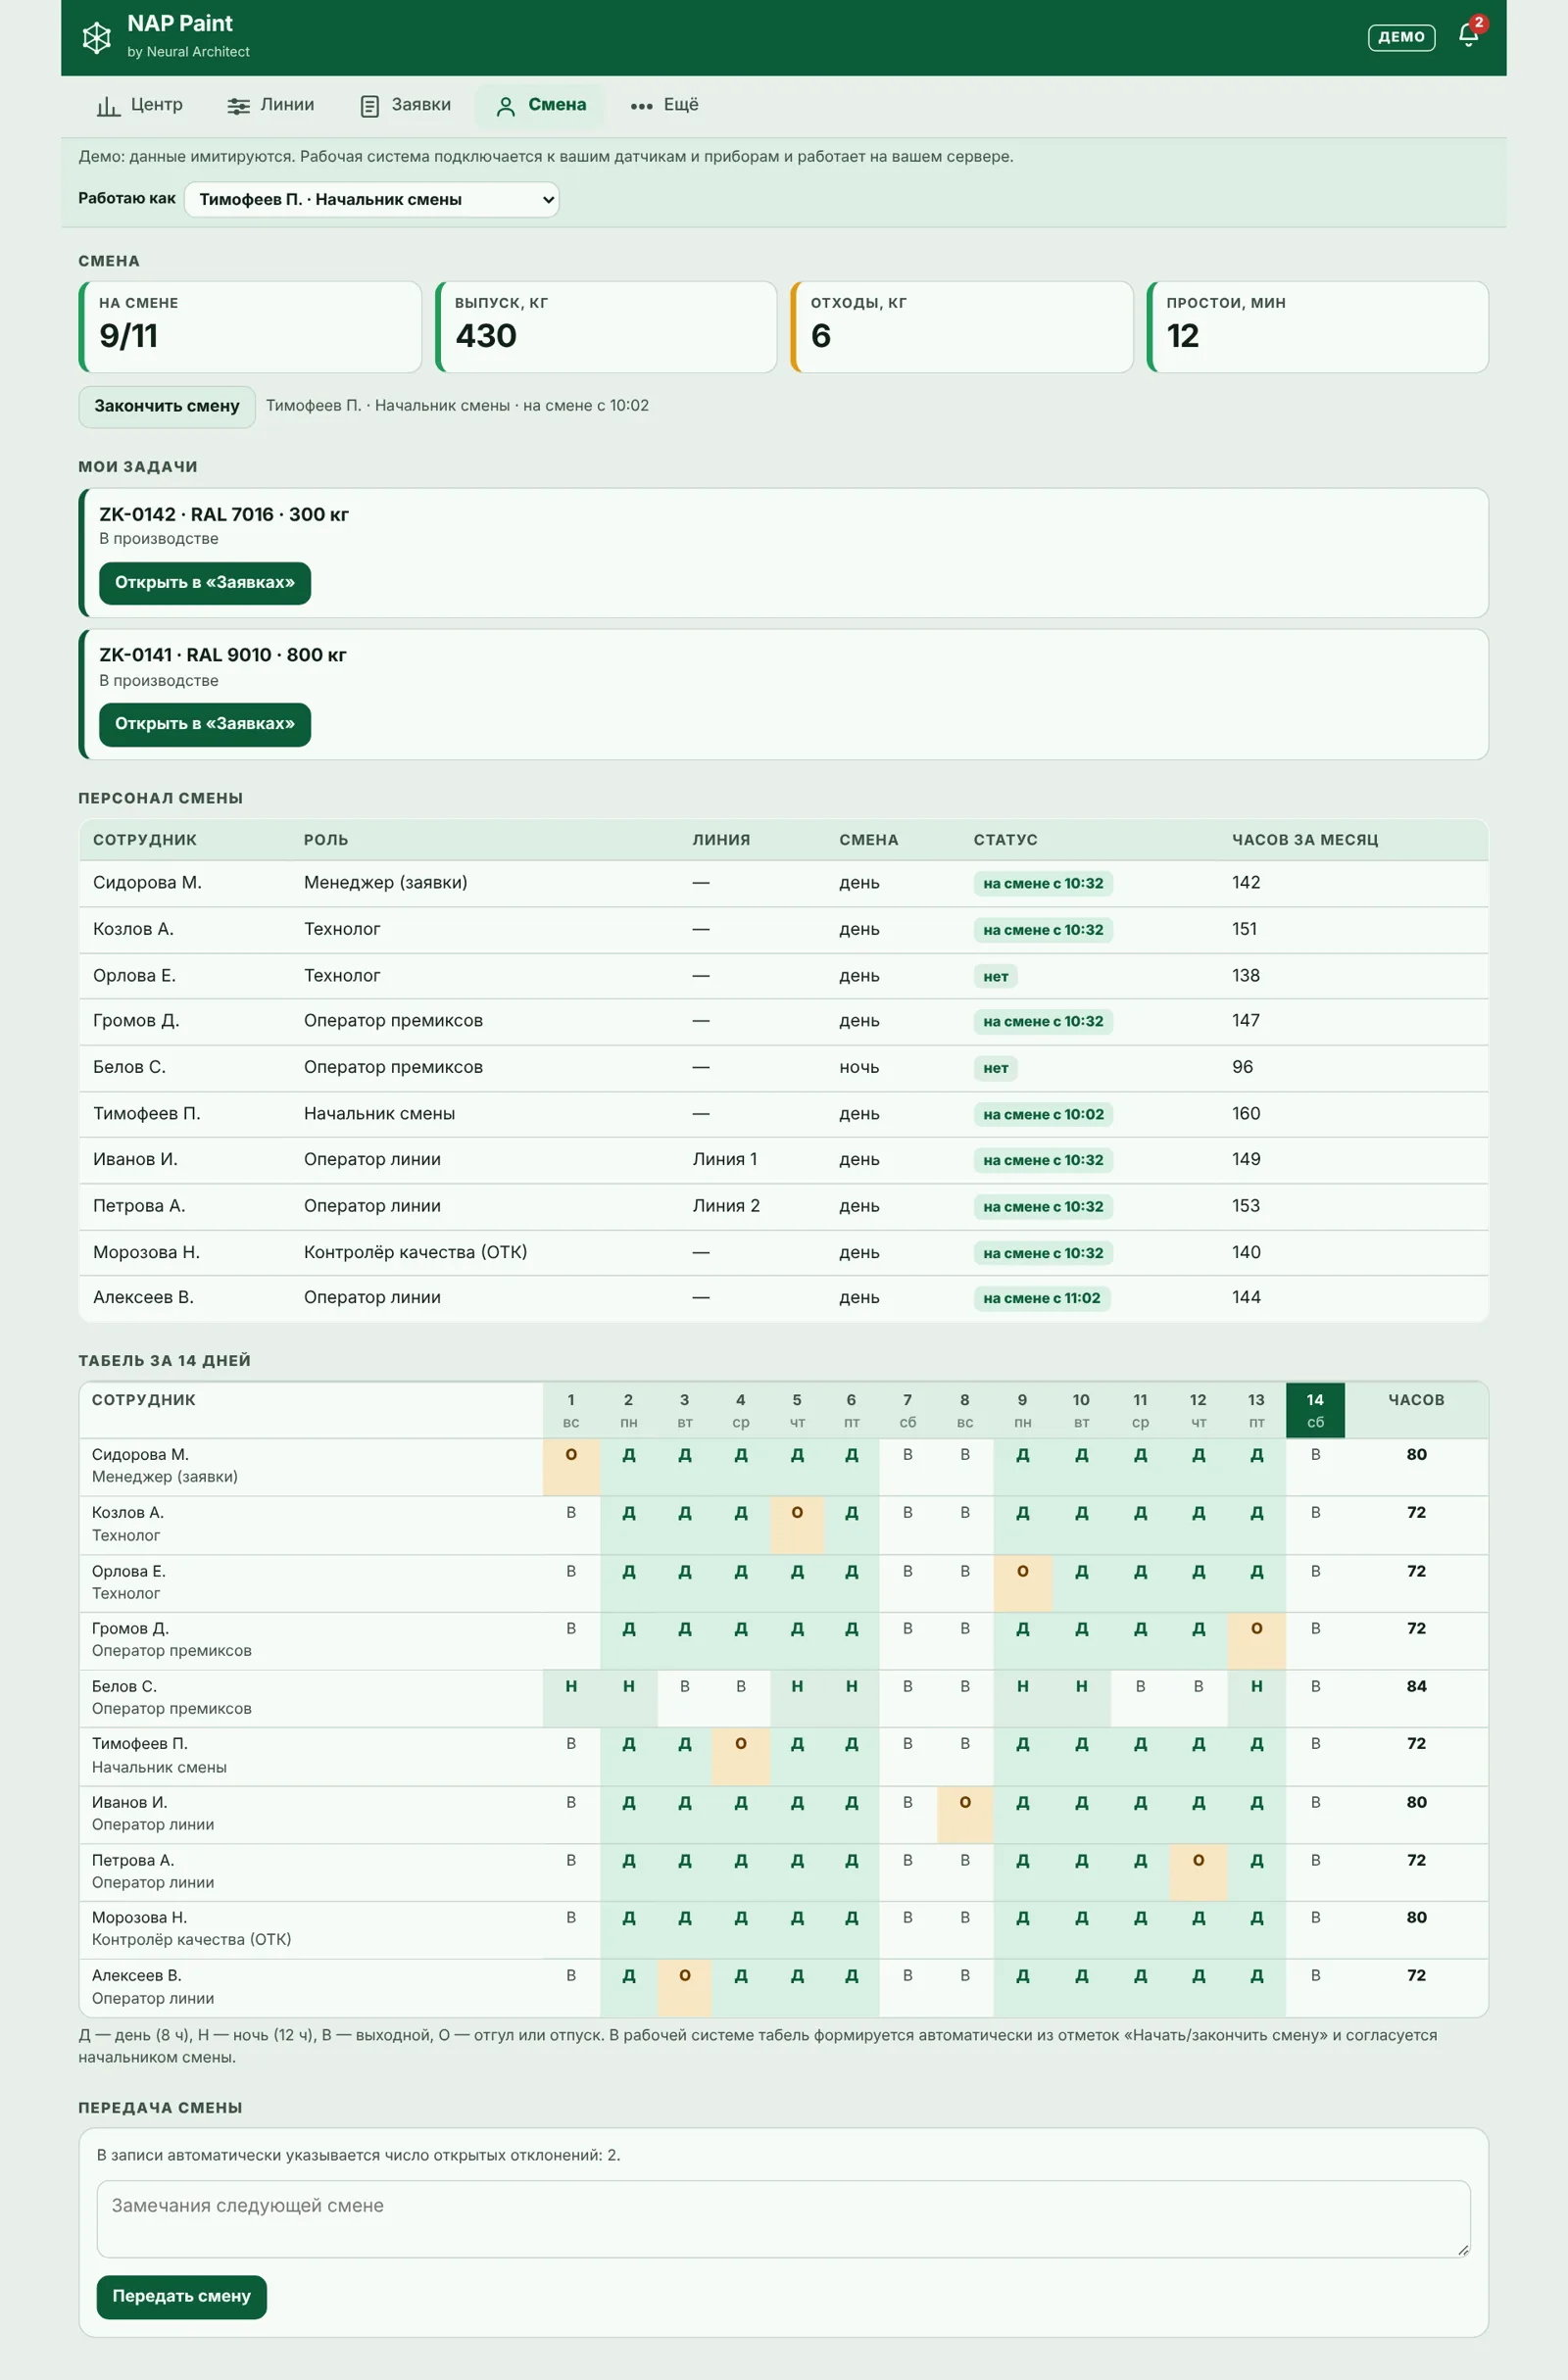 NAP Paint
by Neural Architect
ДЕМО
2
Центр
Линии
Заявки
Смена
Ещё
Демо: данные имитируются. Рабочая система подключается к вашим датчикам и приборам и работает на вашем сервере.
Работаю как
Тимофеев П. · Начальник смены
СМЕНА
НА СМЕНЕ
9/11
ВЫПУСК, КГ
430
ОТХОДЫ, КГ
6
ПРОСТОИ, МИН
12
Закончить смену
Тимофеев П. · Начальник смены · на смене с 10:02
МОИ ЗАДАЧИ
ZK-0142 · RAL 7016 · 300 кг
В производстве
Открыть в «Заявках»
ZK-0141 · RAL 9010 · 800 кг
В производстве
Открыть в «Заявках»
ПЕРСОНАЛ СМЕНЫ
СОТРУДНИК РОЛЬ ЛИНИЯ СМЕНА СТАТУС ЧАСОВ ЗА МЕСЯЦ
Сидорова М. Менеджер (заявки) — день на смене с 10:32 142
Козлов А. Технолог — день на смене с 10:32 151
Орлова Е. Технолог — день нет 138
Громов Д. Оператор премиксов — день на смене с 10:32 147
Белов С. Оператор премиксов — ночь нет 96
Тимофеев П. Начальник смены — день на смене с 10:02 160
Иванов И. Оператор линии Линия 1 день на смене с 10:32 149
Петрова А. Оператор линии Линия 2 день на смене с 10:32 153
Морозова Н. Контролёр качества (ОТК) — день на смене с 10:32 140
Алексеев В. Оператор линии — день на смене с 11:02 144
ТАБЕЛЬ ЗА 14 ДНЕЙ
СОТРУДНИК 1 2 3 4 5 6 7 8 9 10 11 12 13 14 ЧАСОВ
вс пн вт ср чт пт сб вс пн вт ср чт пт сб
Сидорова М. О Д Д Д Д Д В В Д Д Д Д Д В 80
Менеджер (заявки)
Козлов А. В Д Д Д О Д В В Д Д Д Д Д В 72
Технолог
Орлова Е. В Д Д Д Д Д В В О Д Д Д Д В 72
Технолог
Громов Д. В Д Д Д Д Д В В Д Д Д Д О В 72
Оператор премиксов
Белов С. Н Н В В Н Н В В Н Н В В Н В 84
Оператор премиксов
Тимофеев П. В Д Д О Д Д В В Д Д Д Д Д В 72
Начальник смены
Иванов И. В Д Д Д Д Д В О Д Д Д Д Д В 80
Оператор линии
Петрова А. В Д Д Д Д Д В В Д Д Д О Д В 72
Оператор линии
Морозова Н. В Д Д Д Д Д В В Д Д Д Д Д В 80
Контролёр качества (ОТК)
Алексеев В. В Д О Д Д Д В В Д Д Д Д Д В 72
Оператор линии
Д — день (8 ч), Н — ночь (12 ч), В — выходной, О — отгул или отпуск. В рабочей системе табель формируется автоматически из отметок «Начать/закончить смену» и согласуется
начальником смены.
ПЕРЕДАЧА СМЕНЫ
В записи автоматически указывается число открытых отклонений: 2.
Замечания следующей смене
Передать смену